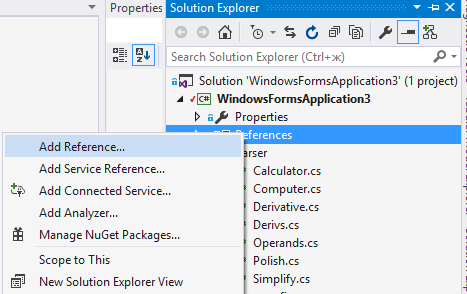 Properties
Solution Explorer
Search Solution Explorer (Ctrl+ж)
Solution 'WindowsFormsApplication3' (1 project)
C# WindowsFormsApplication3
Properties
References
Add Reference...
Add Service Reference...
Add Connected Service...
Add Analyzer...
Manage NuGet Packages...
Scope to This
New Solution Explorer View
arser
Calculator.cs
Computer.cs
Derivative.cs
Derivs.cs
Operands.cs
Polish.cs
Simplify.cs